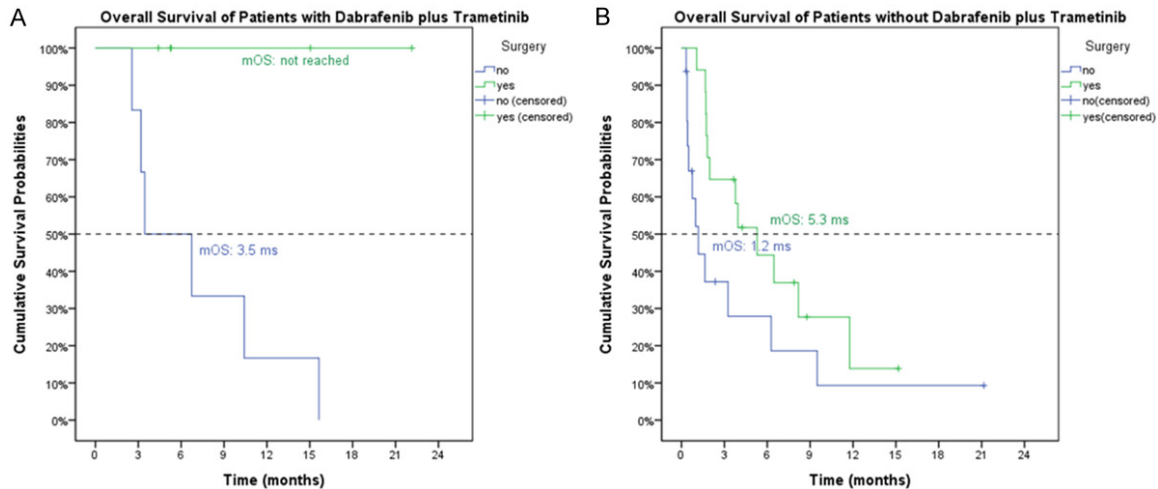 A
Overall Survival of Patients with Dabrafenib plus Trametinib
Cumulative Survival Probabilities
100%
90%
80%
70%
60%
50%
40%
30%
20%
10%
0%
mOS: not reached
mOS: 3.5 ms
0 3 6 9 12 15 18 21 24
Time (months)
Surgery
no
yes
no (censored)
yes (censored)
B
Overall Survival of Patients without Dabrafenib plus Trametinib
Cumulative Survival Probabilities
100%
90%
80%
70%
60%
50%
40%
30%
20%
10%
0%
mOS: 5.3 ms
mOS: 1.2 ms
0 3 6 9 12 15 18 21 24
Time (months)
Surgery
no
yes
no(censored)
yes(censored)